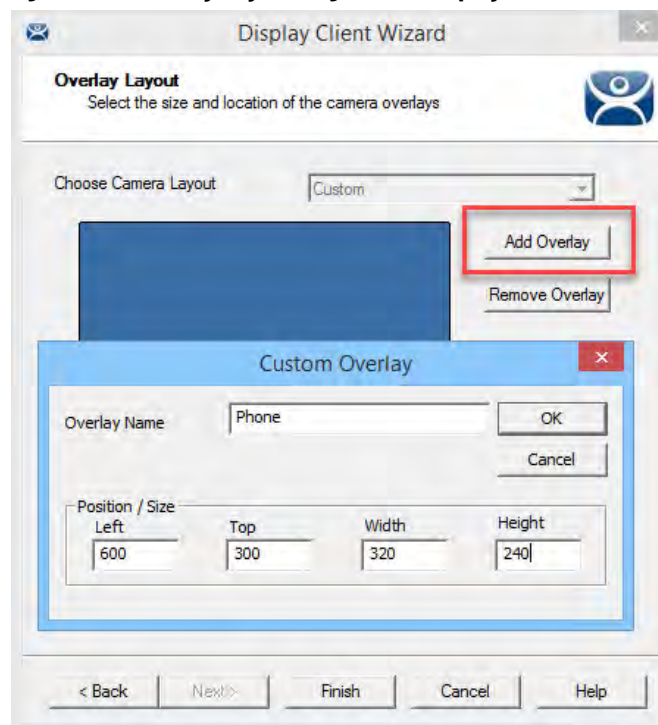 Display Client Wizard
Overlay Layout
Select the size and location of the camera overlays
Choose Camera Layout
Custom
Add Overlay
Remove Overlay
Custom Overlay
Overlay Name
Phone
OK
Cancel
Position / Size
Left Top Width Height
600 300 320 240
< Back Next> Finish Cancel Help